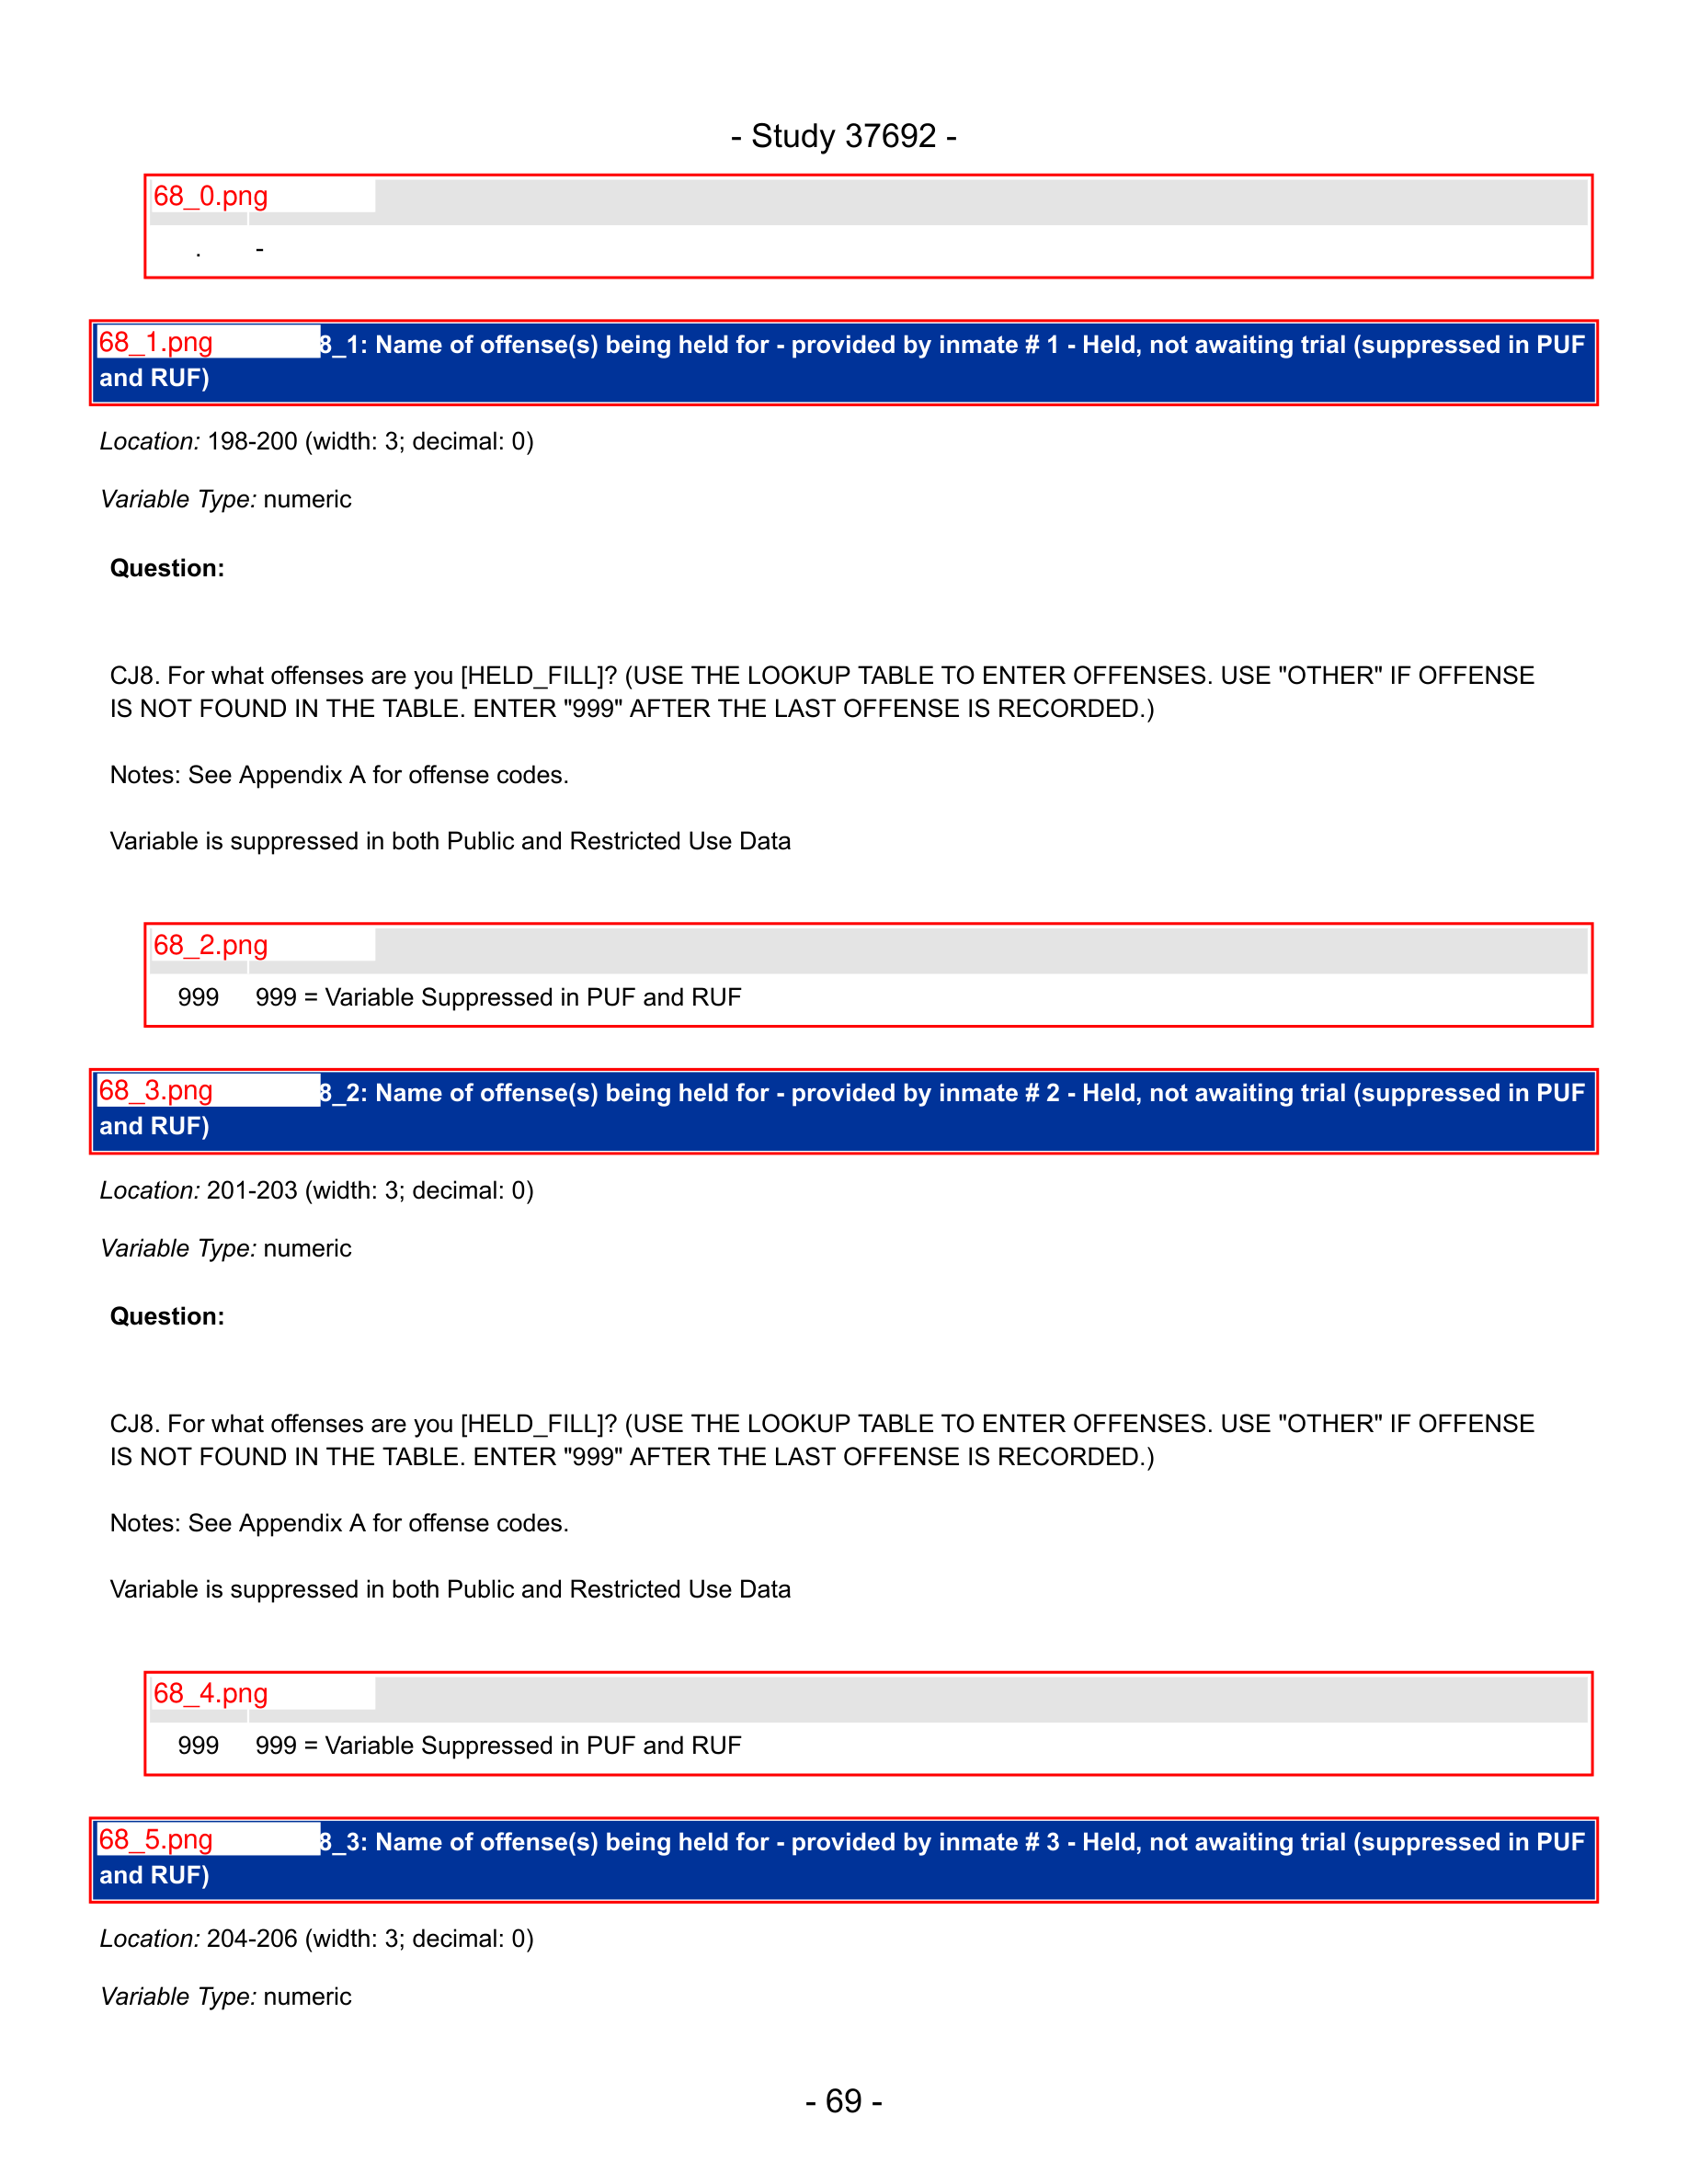 - Study 37692 -
68_0.png
. -
68_1.png 8_1: Name of offense(s) being held for - provided by inmate # 1 - Held, not awaiting trial (suppressed in PUF
and RUF)
Location: 198-200 (width: 3; decimal: 0)
Variable Type: numeric
Question:
CJ8. For what offenses are you [HELD_FILL]? (USE THE LOOKUP TABLE TO ENTER OFFENSES. USE "OTHER" IF OFFENSE
IS NOT FOUND IN THE TABLE. ENTER "999" AFTER THE LAST OFFENSE IS RECORDED.)
Notes: See Appendix A for offense codes.
Variable is suppressed in both Public and Restricted Use Data
68_2.png
999 999 = Variable Suppressed in PUF and RUF
68_3.png 8_2: Name of offense(s) being held for - provided by inmate # 2 - Held, not awaiting trial (suppressed in PUF
and RUF)
Location: 201-203 (width: 3; decimal: 0)
Variable Type: numeric
Question:
CJ8. For what offenses are you [HELD_FILL]? (USE THE LOOKUP TABLE TO ENTER OFFENSES. USE "OTHER" IF OFFENSE
IS NOT FOUND IN THE TABLE. ENTER "999" AFTER THE LAST OFFENSE IS RECORDED.)
Notes: See Appendix A for offense codes.
Variable is suppressed in both Public and Restricted Use Data
68_4.png
999 999 = Variable Suppressed in PUF and RUF
68_5.png 8_3: Name of offense(s) being held for - provided by inmate # 3 - Held, not awaiting trial (suppressed in PUF
and RUF)
Location: 204-206 (width: 3; decimal: 0)
Variable Type: numeric
- 69 -